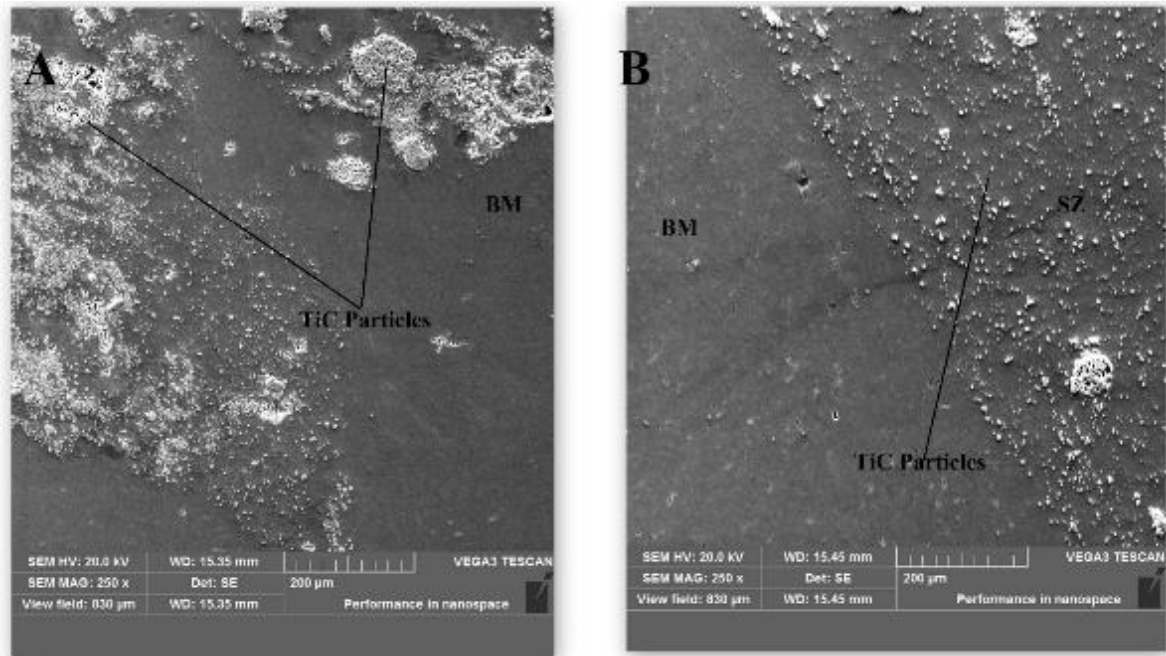 A
BM
TiC Particles
SEM HV: 20.0 kV
WD: 15.35 mm
VEGA3 TESCAN
SEM MAG: 250 x
Det: SE
200 µm
View field: 830 µm
WD: 15.35 mm
Performance in nanospace
B
BM
SZ
TiC Particles
SEM HV: 20.0 kV
WD: 15.45 mm
VEGA3 TESCAN
SEM MAG: 250 x
Det: SE
200 µm
View field: 830 µm
WD: 15.45 mm
Performance in nanospace